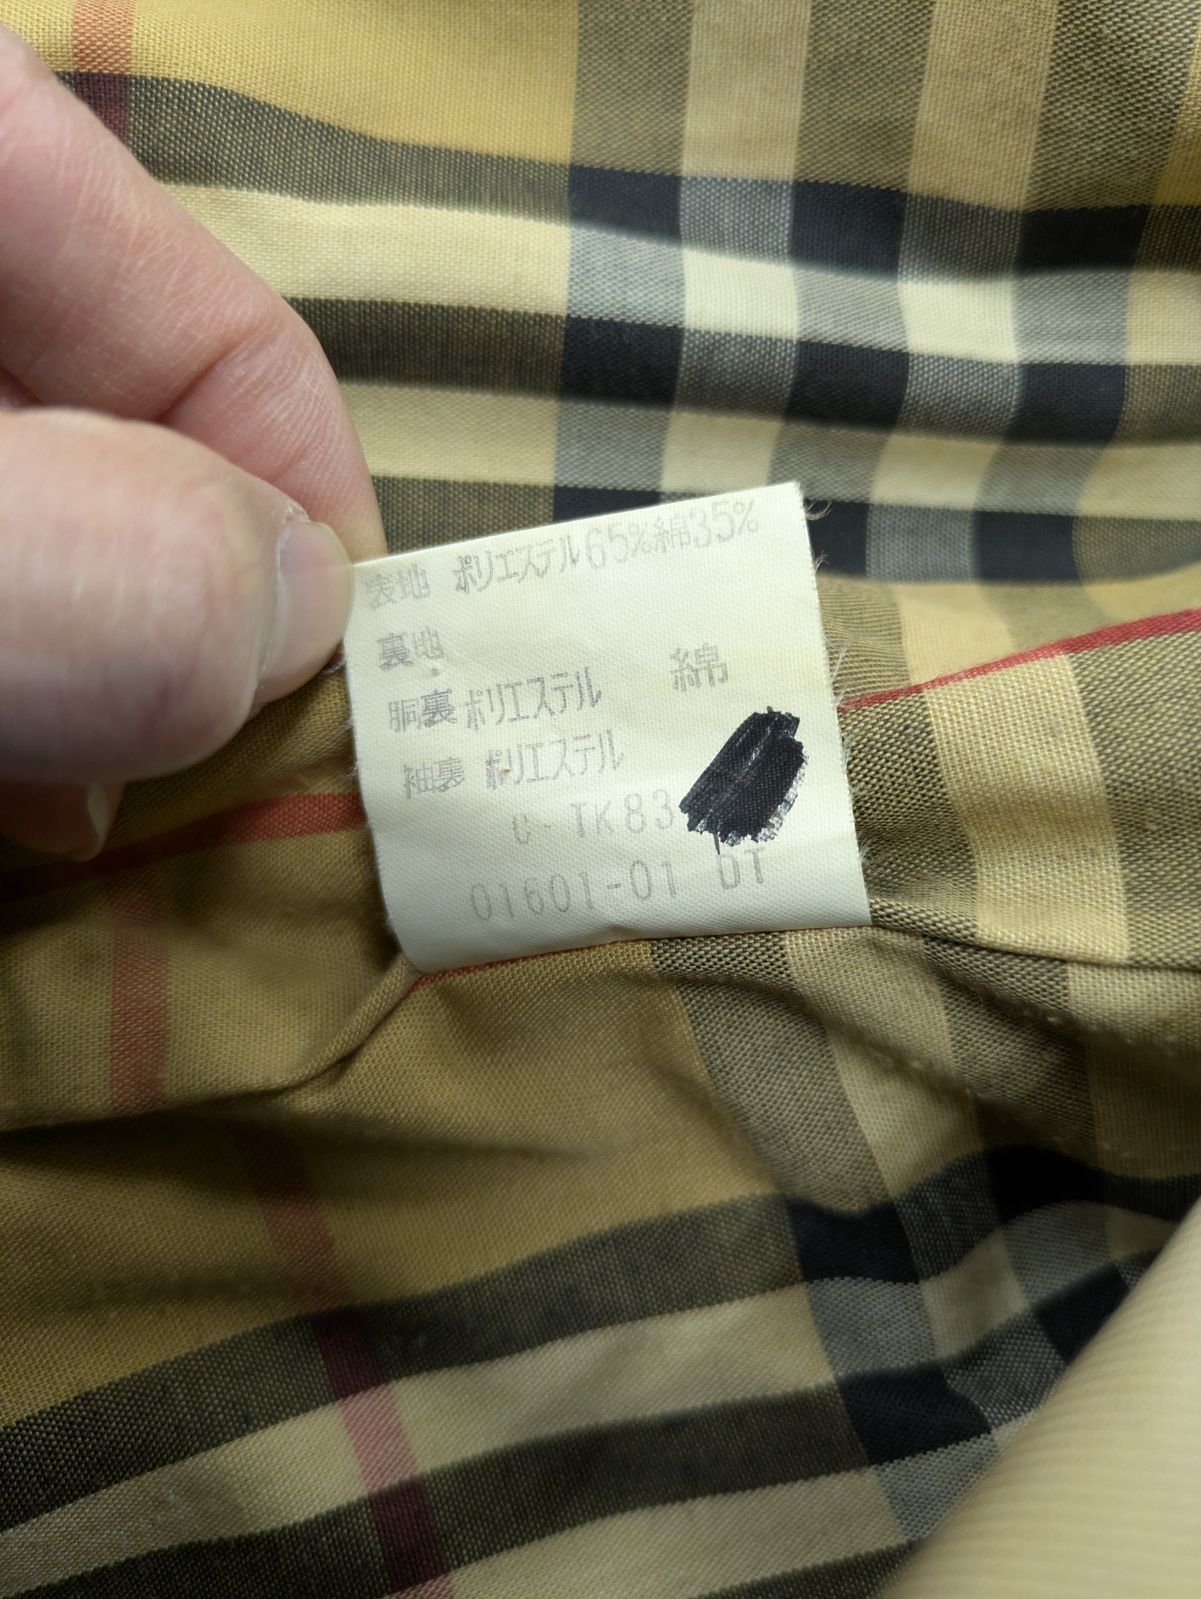 表地 ポリエステル65%綿35%
裏地
胴裏 ポリエステル 綿
袖裏 ポリエステル
C-TK83
01601-01 DT